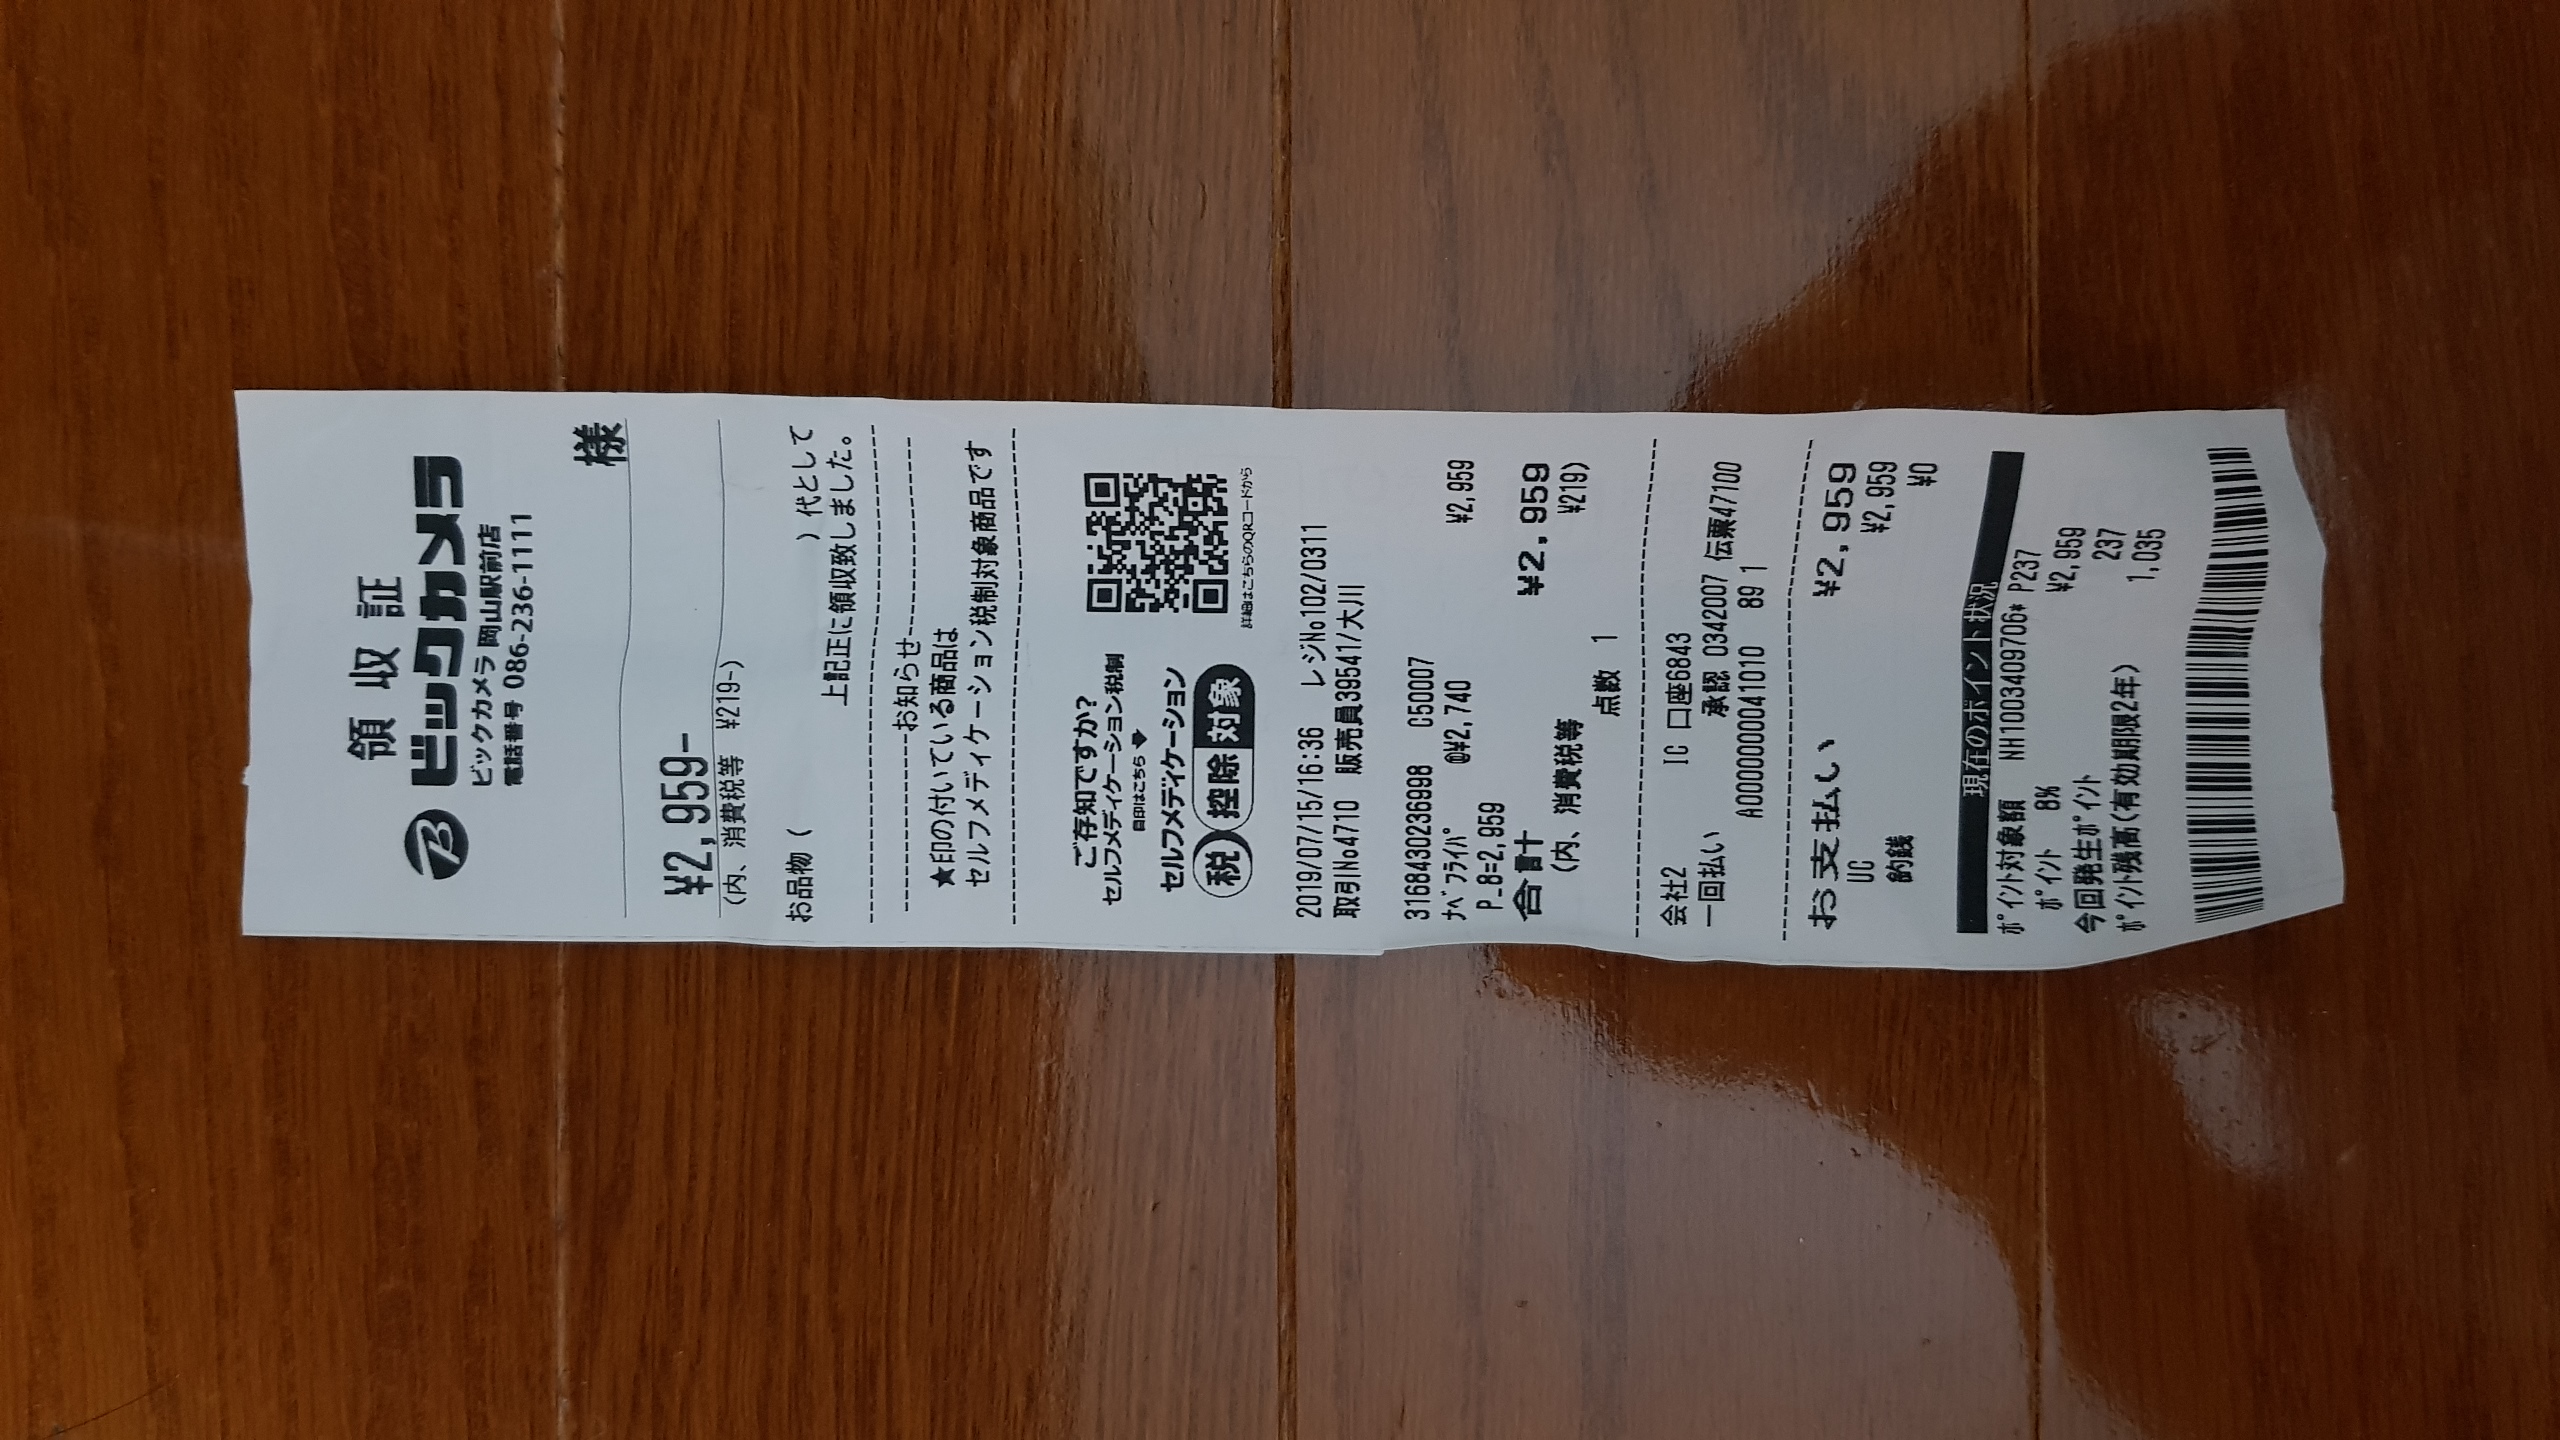 領収証
B ビックカメラ
ビックカメラ 岡山駅前店
電話番号 086-236-1111
様
¥2,959-
(内、消費税等 ¥219-)
お品物 ( ) 代として
上記正に領収致しました。
---------------お知らせ-----------------
★印の付いている商品は
セルフメディケーション税制対象商品です
ご存知ですか?
セルフメディケーション税制
目印はこちら
セルフメディケーション
税 控除 対象
詳細はこちらのQRコードから
2019/07/15/16:36 レジNo102/0311
取引No4710 販売員39541/大川
3168430236998 C50007
ナベフライパ @¥2,740 ¥2,959
P_8=2,959
合計 ¥2,959
(内、消費税等 ¥219)
点数 1
会社2 IC 口座6843
一回払い 承認 0342007 伝票47100
A0000000041010 89 1
お支払い ¥2,959
UC ¥2,959
釣銭 ¥0
現在のポイント状況
ポイント対象額 NH1003409706* P237
ポイント 8% ¥2,959
今回発生ポイント 237
ポイント残高(有効期限2年) 1,035